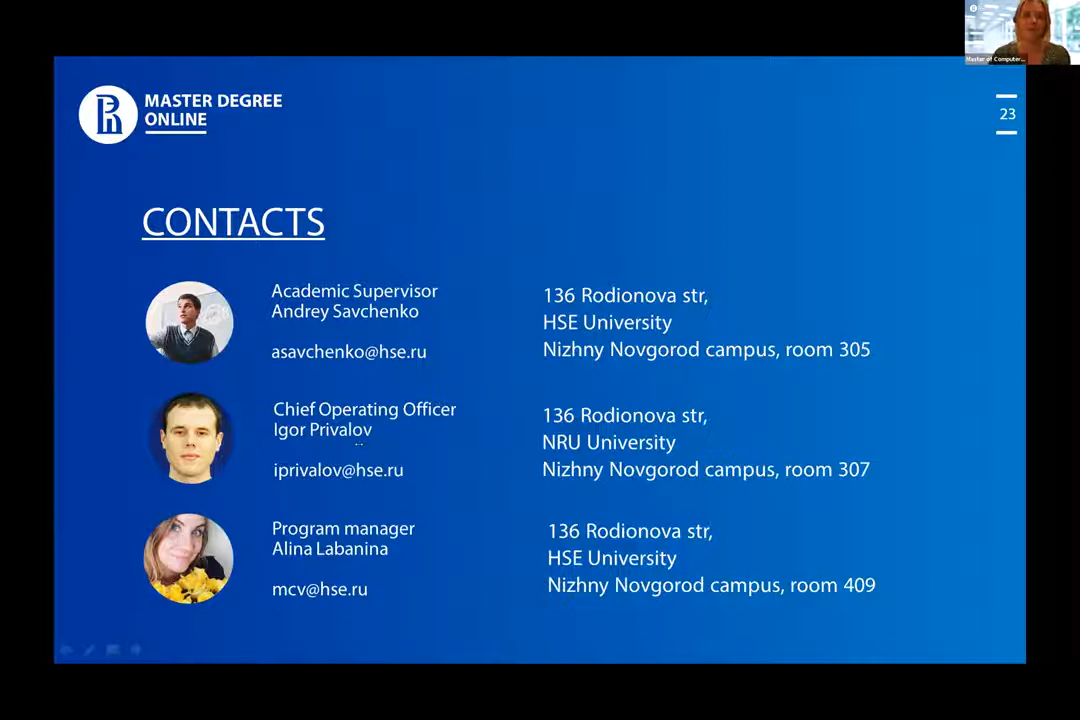 Master of Computer...
MASTER DEGREE
ONLINE
23
CONTACTS
Academic Supervisor
Andrey Savchenko
asavchenko@hse.ru
136 Rodionova str,
HSE University
Nizhny Novgorod campus, room 305
Chief Operating Officer
Igor Privalov
iprivalov@hse.ru
136 Rodionova str,
NRU University
Nizhny Novgorod campus, room 307
Program manager
Alina Labanina
mcv@hse.ru
136 Rodionova str,
HSE University
Nizhny Novgorod campus, room 409